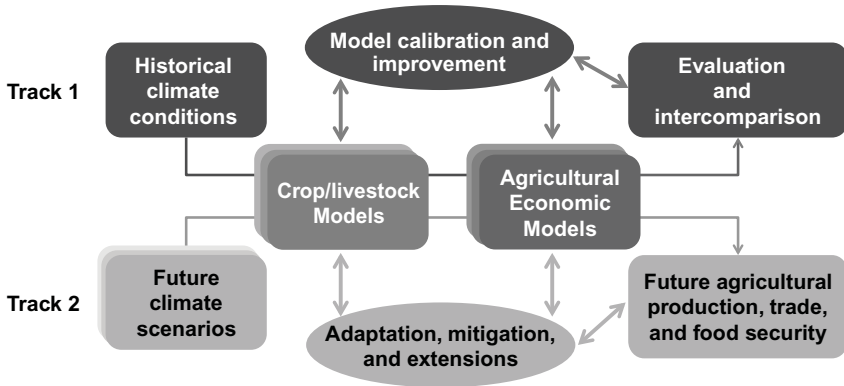 Model calibration and
improvement
Track 1
Historical
climate
conditions
Evaluation
and
intercomparison
Crop/livestock
Models
Agricultural
Economic
Models
Track 2
Future
climate
scenarios
Adaptation, mitigation,
and extensions
Future agricultural
production, trade,
and food security